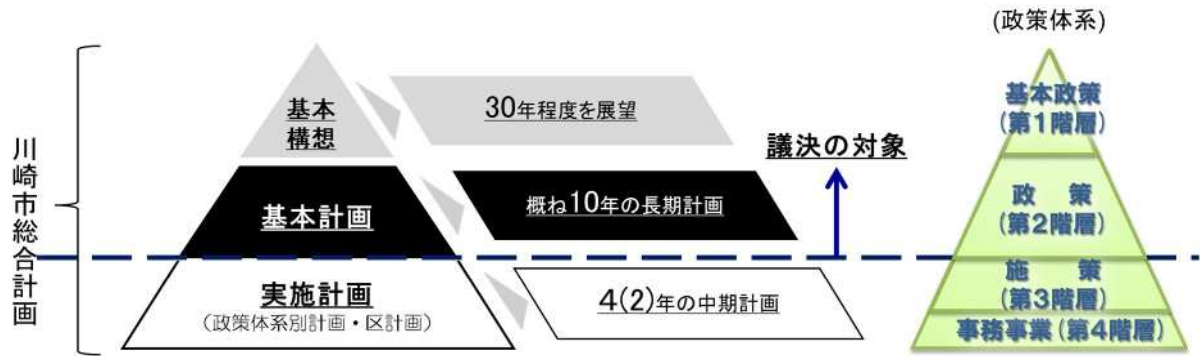 川崎市総合計画
基本
構想
30年程度を展望
基本計画
概ね10年の長期計画
実施計画
（政策体系別計画・区計画）
4(2)年の中期計画
議決の対象
(政策体系)
基本政策
(第1階層)
政　策
(第2階層)
施　策
(第3階層)
事務事業(第4階層)